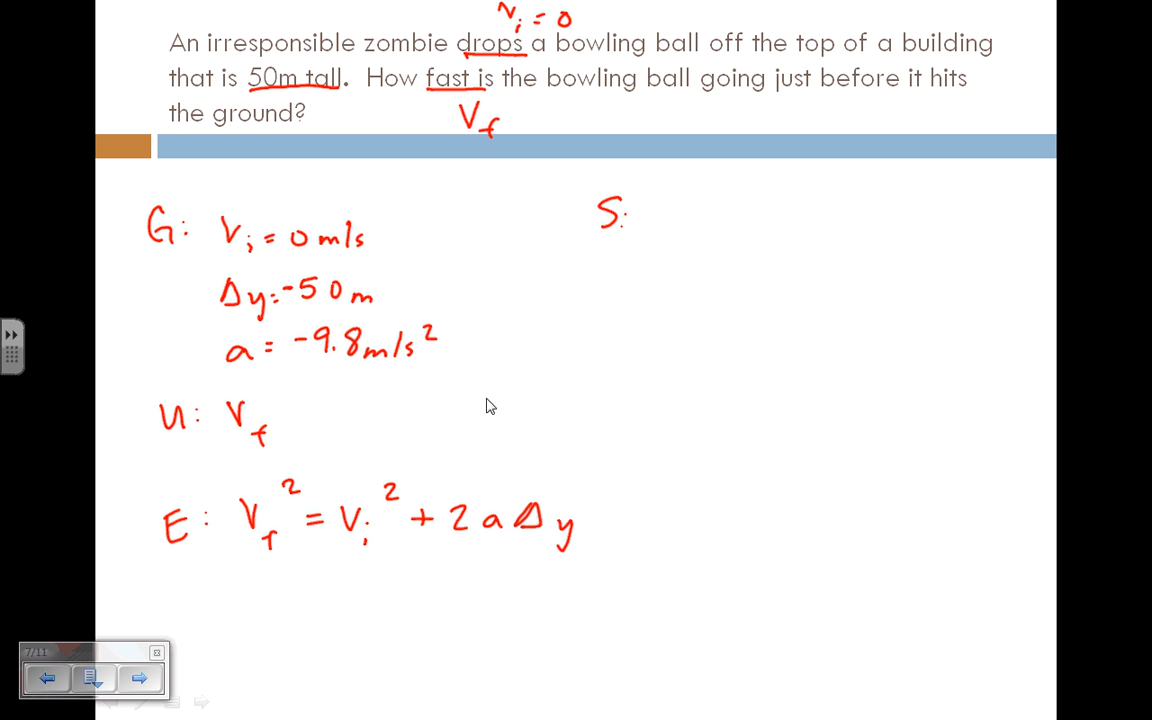 Vi = 0
An irresponsible zombie drops a bowling ball off the top of a building
that is 50m tall. How fast is the bowling ball going just before it hits
the ground?
Vf
G: Vi = 0 m/s
Δy = -50 m
a = -9.8 m/s²
U: Vf
E: Vf² = Vi² + 2aΔy
S:
7/11